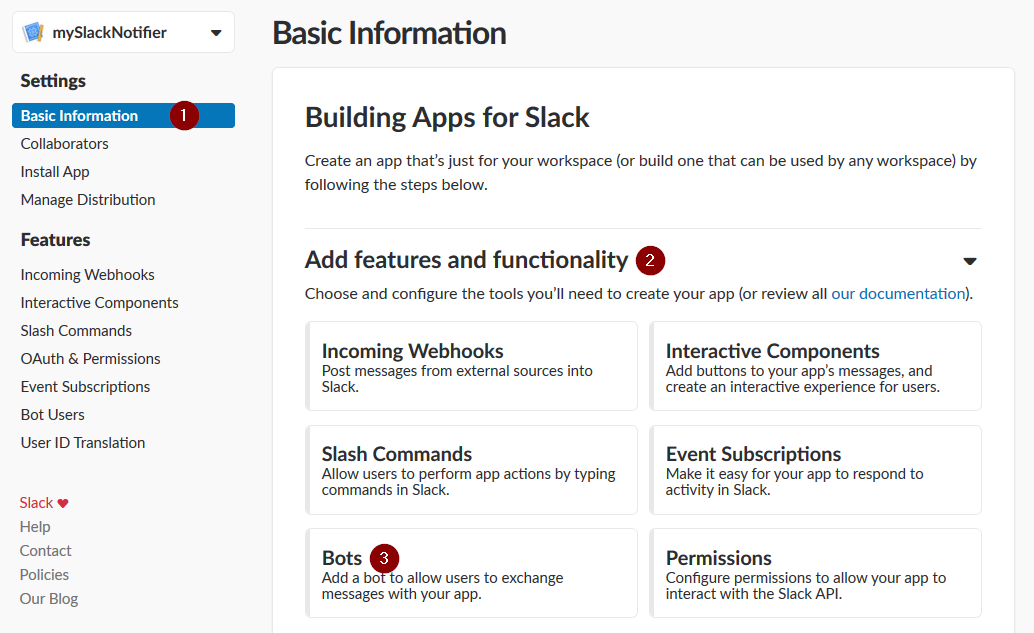 mySlackNotifier
Settings
Basic Information 1
Collaborators
Install App
Manage Distribution
Features
Incoming Webhooks
Interactive Components
Slash Commands
OAuth & Permissions
Event Subscriptions
Bot Users
User ID Translation
Slack ♥
Help
Contact
Policies
Our Blog
Basic Information
Building Apps for Slack
Create an app that’s just for your workspace (or build one that can be used by any workspace) by
following the steps below.
Add features and functionality 2
Choose and configure the tools you’ll need to create your app (or review all our documentation).
Incoming Webhooks
Post messages from external sources into
Slack.
Interactive Components
Add buttons to your app’s messages, and
create an interactive experience for users.
Slash Commands
Allow users to perform app actions by typing
commands in Slack.
Event Subscriptions
Make it easy for your app to respond to
activity in Slack.
Bots 3
Add a bot to allow users to exchange
messages with your app.
Permissions
Configure permissions to allow your app to
interact with the Slack API.